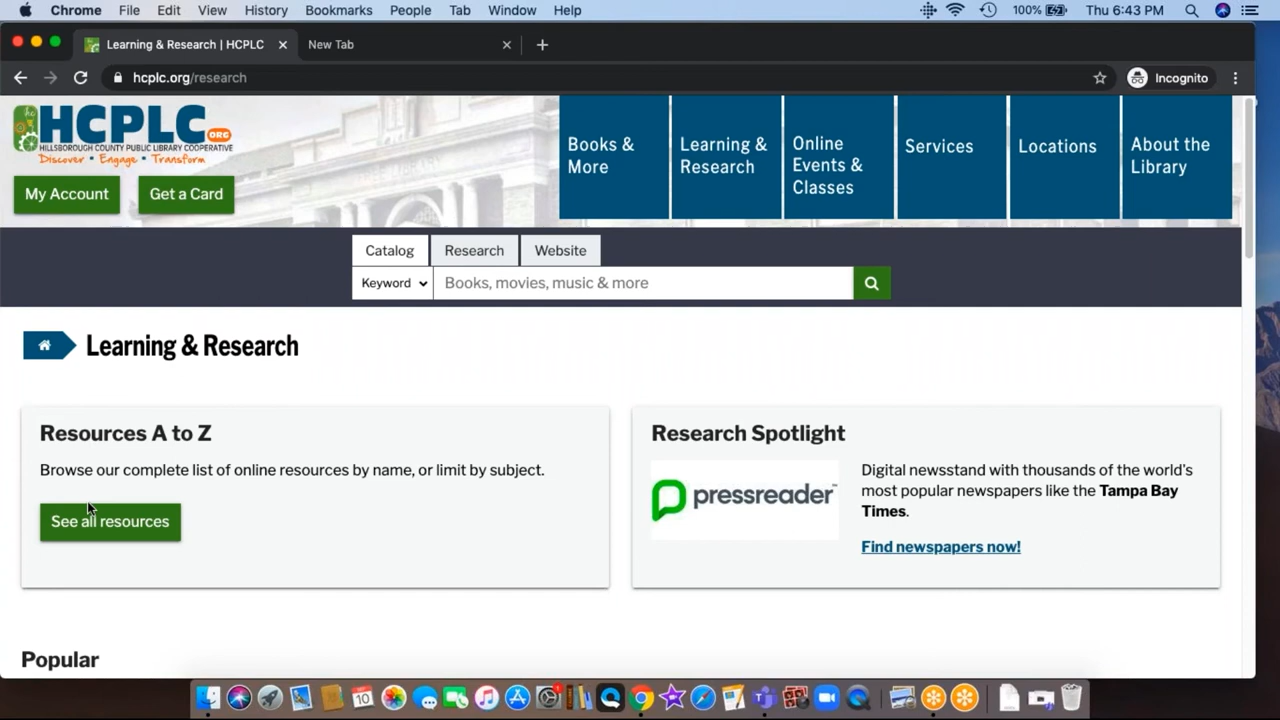 Chrome File Edit View History Bookmarks People Tab Window Help 100% Thu 6:43 PM
Learning & Research | HCPLC New Tab
hcplc.org/research Incognito
the HCPLC .ORG
HILLSBOROUGH COUNTY PUBLIC LIBRARY COOPERATIVE
Discover • Engage • Transform
My Account Get a Card
Books &
More
Learning &
Research
Online
Events &
Classes
Services
Locations
About the
Library
Catalog Research Website
Keyword Books, movies, music & more
Learning & Research
Resources A to Z
Browse our complete list of online resources by name, or limit by subject.
See all resources
Research Spotlight
pressreader
Digital newsstand with thousands of the world's
most popular newspapers like the Tampa Bay
Times.
Find newspapers now!
Popular
10